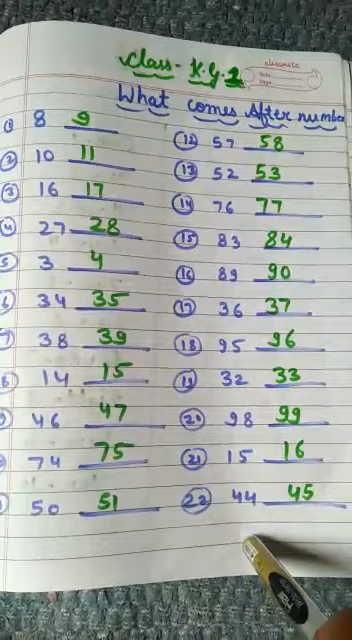 Class - K.G. 1
CLASSMATE
Date
Page
What comes After number
① 8 9
② 10 11
③ 16 17
④ 27 28
5 3 4
6 34 35
7 38 39
8 14 15
46 47
74 75
50 51
⑫ 57 58
⑬ 52 53
⑭ 76 77
⑮ 83 84
⑯ 89 90
⑰ 36 37
⑱ 95 96
⑲ 32 33
⑳ 98 99
㉑ 15 16
㉒ 44 45